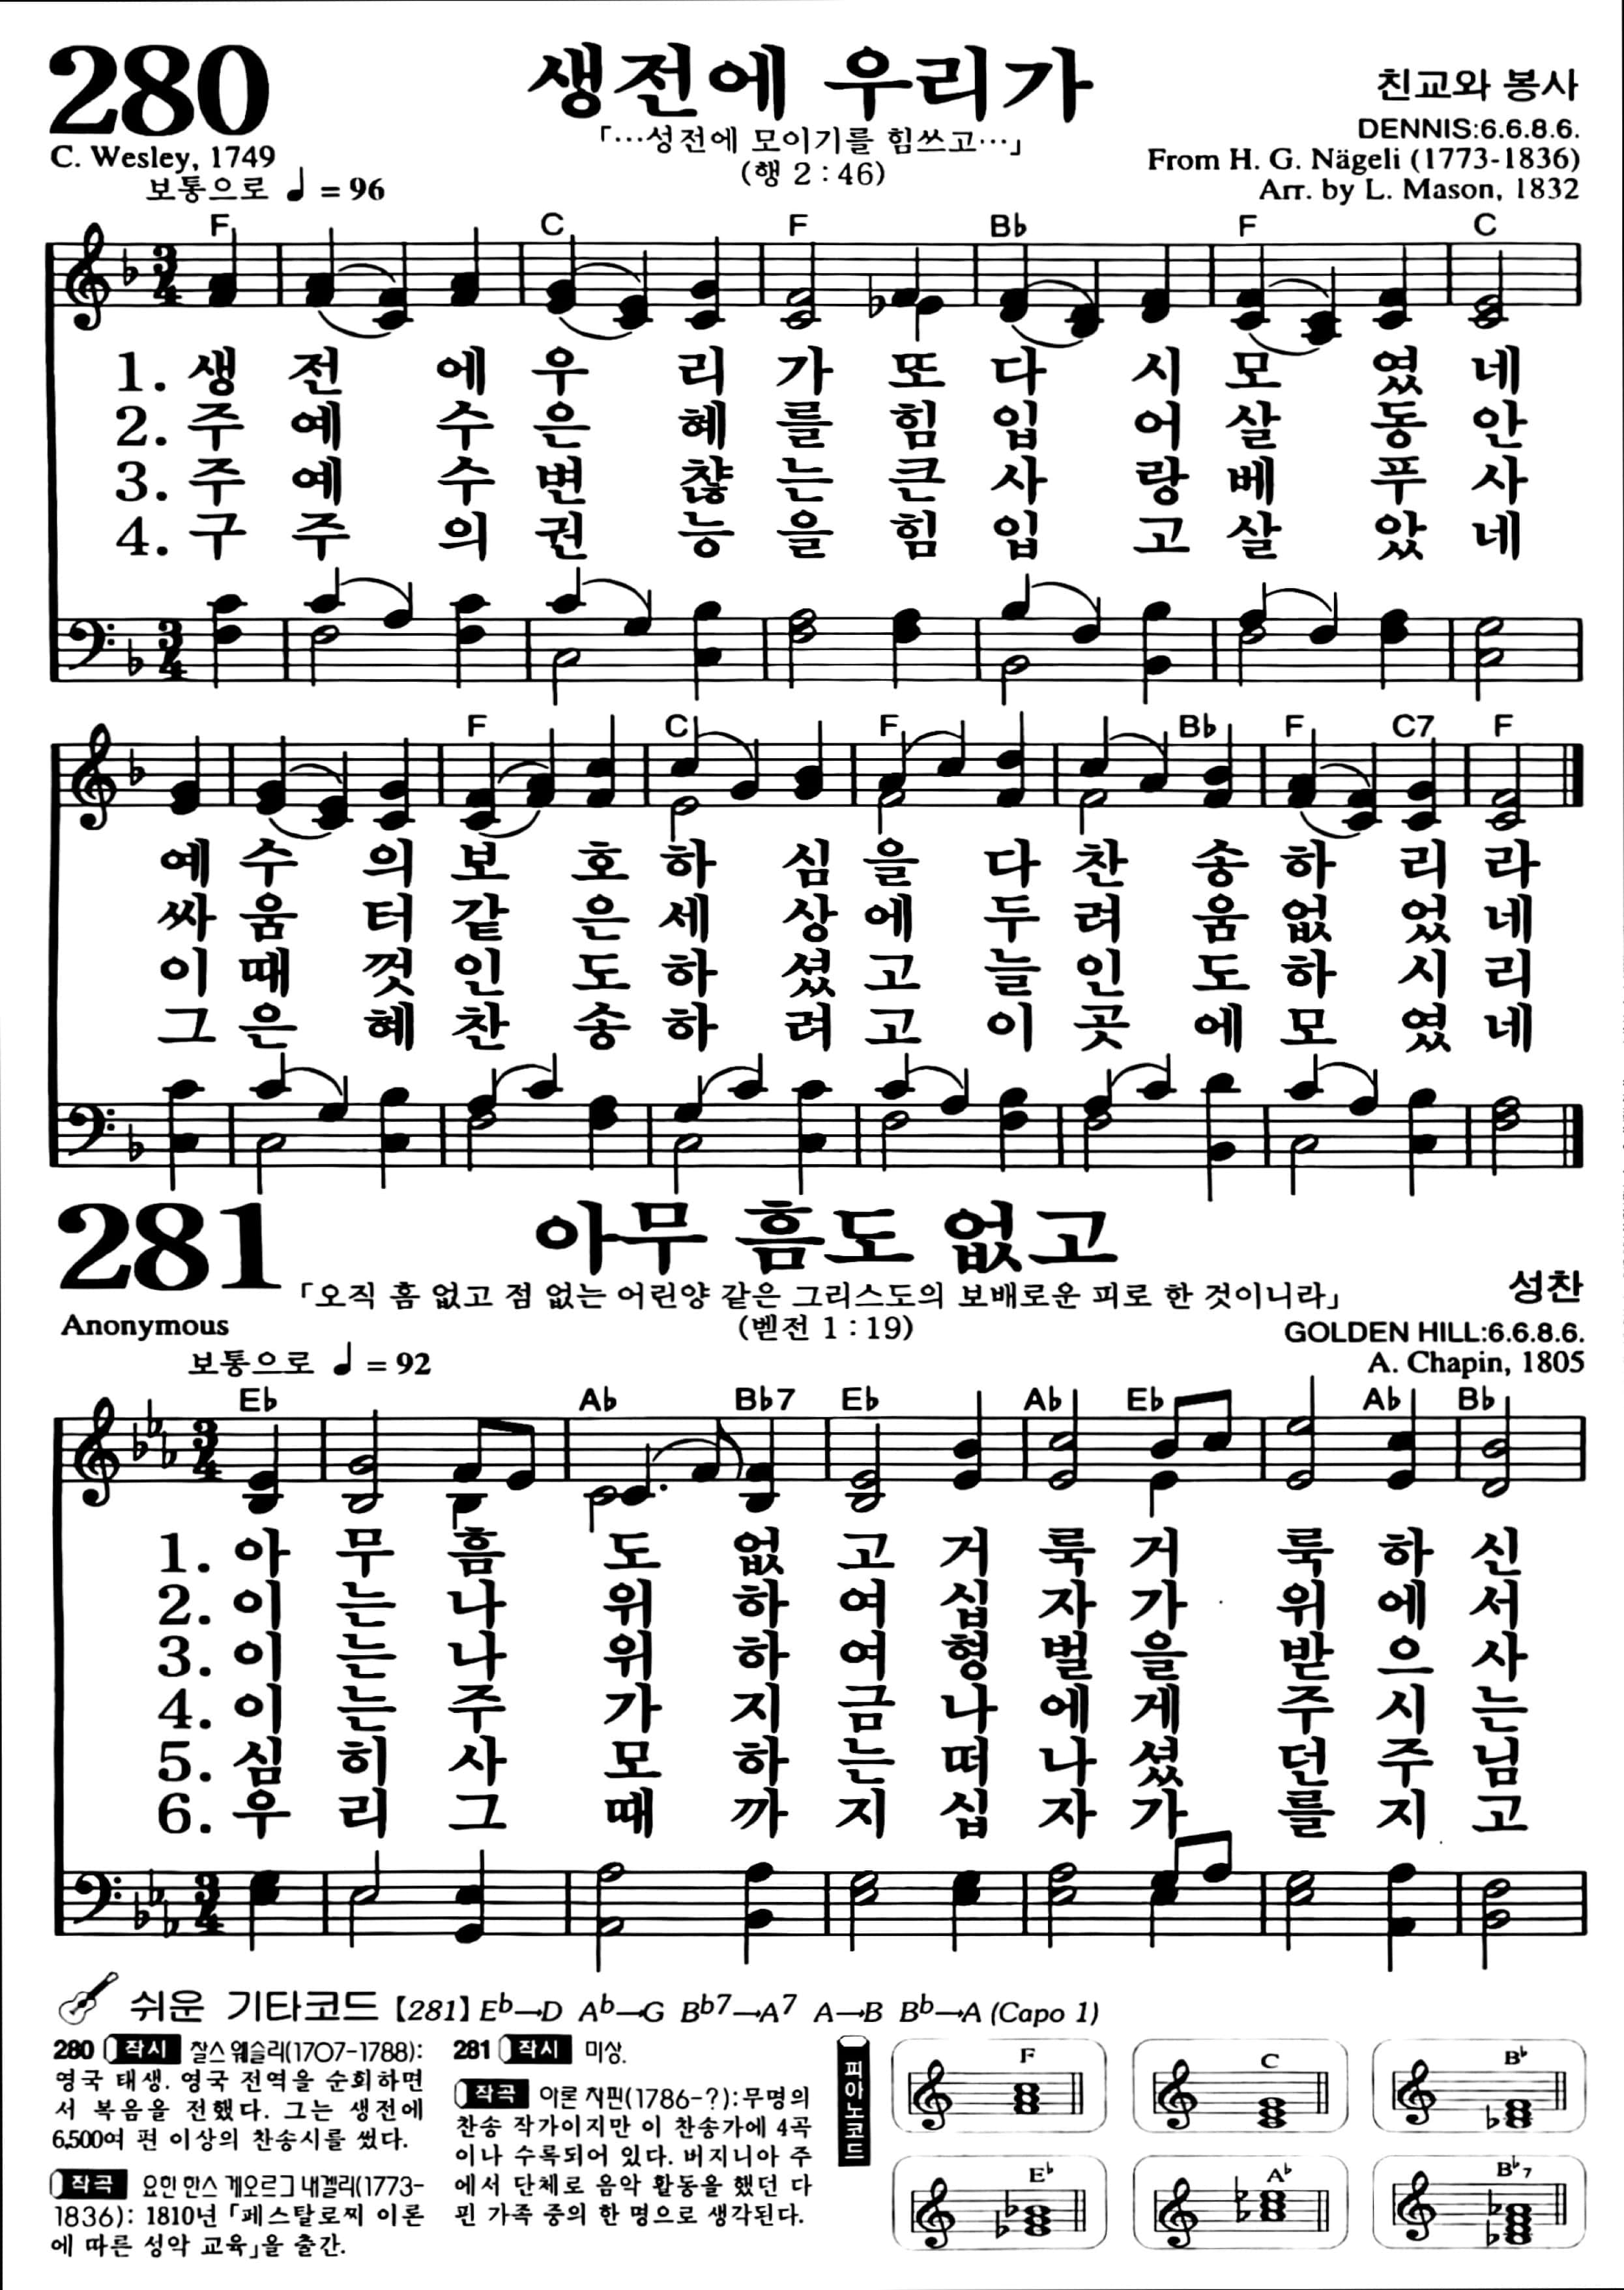 280
생전에 우리가
친교와 봉사
「…성전에 모이기를 힘쓰고…」
(행 2 : 46)
DENNIS:6.6.8.6.
C. Wesley, 1749
From H. G. Nägeli (1773-1836)
보통으로 ♩ = 96
Arr. by L. Mason, 1832
F C F B♭ F C
3/4
1. 생 전 에 우 리 가 또 다 시 모 였 네
2. 주 예 수 은 혜 를 힘 입 어 살 동 안
3. 주 예 수 변 챦 는 큰 사 랑 베 푸 사
4. 구 주 의 권 능 을 힘 입 고 살 았 네
3/4
F C F B♭ F C7 F
예 수 의 보 호 하 심 을 다 찬 송 하 리 라
싸 움 터 같 은 세 상 에 두 려 움 없 었 네
이 때 껏 인 도 하 셨 고 늘 인 도 하 시 리
그 은 혜 찬 송 하 려 고 이 곳 에 모 였 네
281
아무 흠도 없고
성찬
「오직 흠 없고 점 없는 어린양 같은 그리스도의 보배로운 피로 한 것이니라」
(벧전 1 : 19)
Anonymous
GOLDEN HILL:6.6.8.6.
보통으로 ♩ = 92
A. Chapin, 1805
E♭ A♭ B♭7 E♭ A♭ E♭ A♭ B♭
3/4
1. 아 무 흠 도 없 고 거 룩 거 룩 하 신
2. 이 는 나 위 하 여 십 자 가 위 에 서
3. 이 는 나 위 하 여 형 벌 을 받 으 사
4. 이 는 주 가 지 금 나 에 게 주 시 는
5. 심 히 사 모 하 는 떠 나 셨 던 주 님
6. 우 리 그 때 까 지 십 자 가 를 지 고
3/4
쉬운 기타코드【281】E♭→D A♭→G B♭7→A7 A→B B♭→A (Capo 1)
280 작시 찰스 웨슬리(1707-1788):
영국 태생. 영국 전역을 순회하면
서 복음을 전했다. 그는 생전에
6,500여 편 이상의 찬송시를 썼다.
작곡 요한 한스 게오르그 내겔리(1773-
1836): 1810년 「페스탈로찌 이론
에 따른 성악 교육」을 출간.
281 작시 미상.
작곡 아론 차핀(1786-?):무명의
찬송 작가이지만 이 찬송가에 4곡
이나 수록되어 있다. 버지니아 주
에서 단체로 음악 활동을 했던 다
핀 가족 중의 한 명으로 생각된다.
피아노코드
F C B♭
E♭ A♭ B♭7